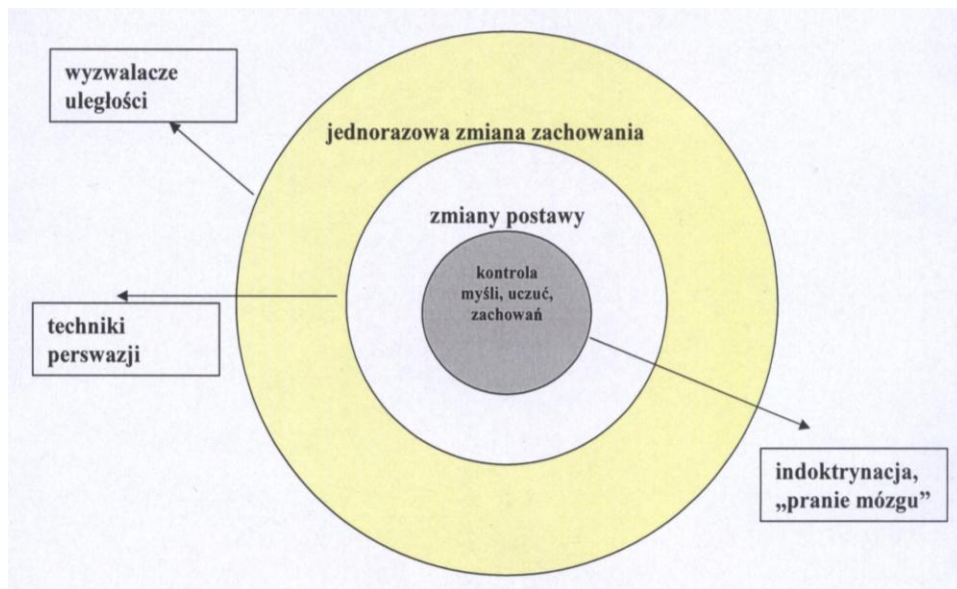 wyzwalacze
uległości
jednorazowa zmiana zachowania
zmiany postawy
kontrola
myśli, uczuć,
zachowań
techniki
perswazji
indoktrynacja,
„pranie mózgu”